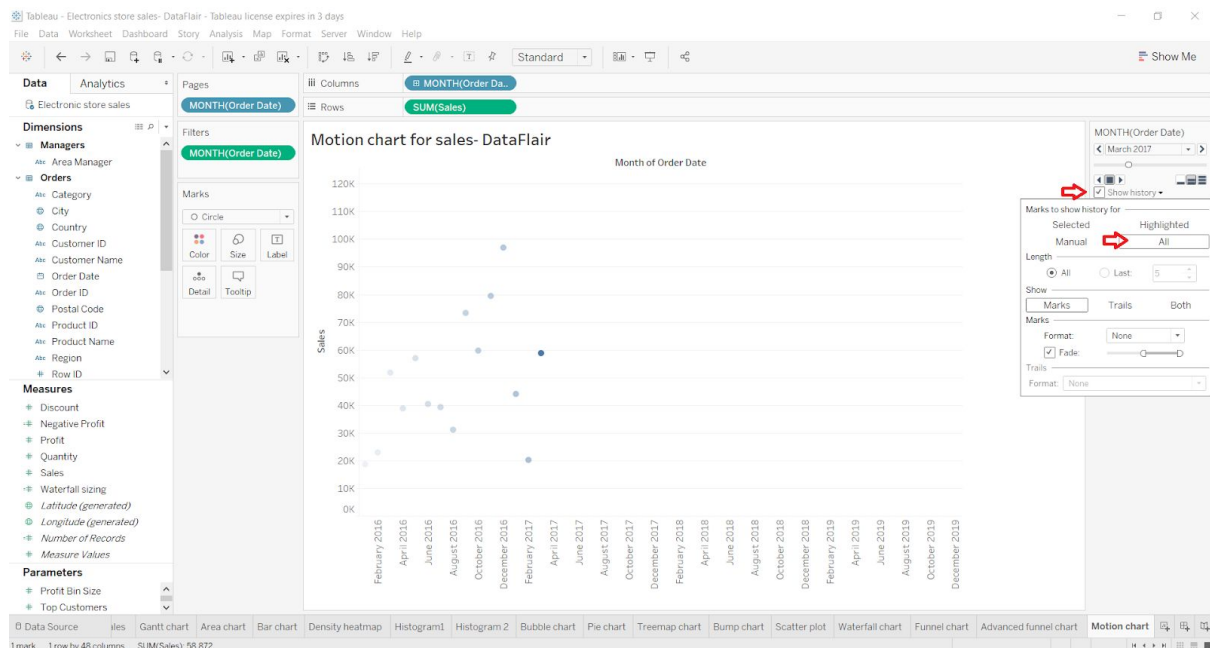 Tableau - Electronics store sales- DataFlair - Tableau license expires in 3 days
File Data Worksheet Dashboard Story Analysis Map Format Server Window Help
Standard
Show Me
Data Analytics
Electronic store sales
Dimensions
Managers
Abc Area Manager
Orders
Abc Category
City
Country
Abc Customer ID
Abc Customer Name
Order Date
Abc Order ID
Postal Code
Abc Product ID
Abc Product Name
Abc Region
# Row ID
Measures
# Discount
=# Negative Profit
# Profit
# Quantity
# Sales
=# Waterfall sizing
Latitude (generated)
Longitude (generated)
=# Number of Records
# Measure Values
Parameters
# Profit Bin Size
# Top Customers
Pages
MONTH(Order Date)
Filters
MONTH(Order Date)
Marks
Circle
Color Size Label
Detail Tooltip
iii Columns
MONTH(Order Da..
Rows
SUM(Sales)
Motion chart for sales- DataFlair
Month of Order Date
Sales
120K
110K
100K
90K
80K
70K
60K
50K
40K
30K
20K
10K
0K
February 2016
April 2016
June 2016
August 2016
October 2016
December 2016
February 2017
April 2017
June 2017
August 2017
October 2017
December 2017
February 2018
April 2018
June 2018
August 2018
October 2018
December 2018
February 2019
April 2019
June 2019
August 2019
October 2019
December 2019
MONTH(Order Date)
March 2017
Show history
Marks to show history for
Selected Highlighted
Manual All
Length
All Last: 5
Show
Marks Trails Both
Marks
Format: None
Fade:
Trails
Format: None
Data Source
ales
Gantt chart
Area chart
Bar chart
Density heatmap
Histogram1
Histogram 2
Bubble chart
Pie chart
Treemap chart
Bump chart
Scatter plot
Waterfall chart
Funnel chart
Advanced funnel chart
Motion chart
1 mark 1 row by 48 columns SUM(Sales): 58,872